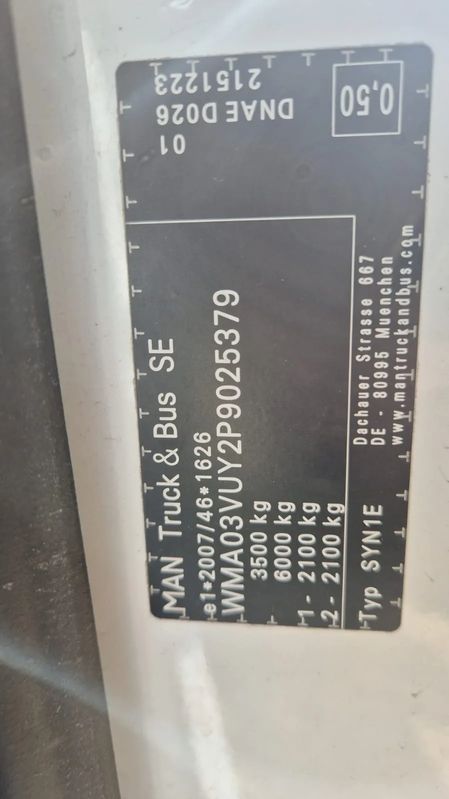 MAN Truck & Bus SE
e1*2007/46*1626
WMA03VUY2P9025379
3500 kg
6000 kg
1 - 2100 kg
2 - 2100 kg
Typ SYN1E
Dachauer Strasse 667
DE - 80995 Muenchen
www.mantruckandbus.com
01
DNAE D026
2151223
0,50